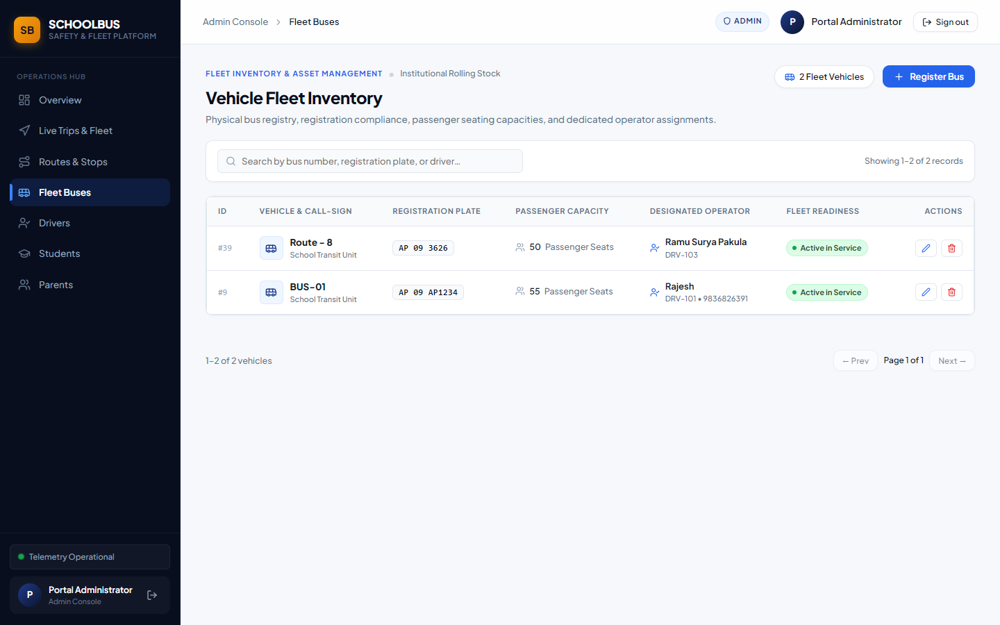 SB
SCHOOLBUS
SAFETY & FLEET PLATFORM
OPERATIONS HUB
Overview
Live Trips & Fleet
Routes & Stops
Fleet Buses
Drivers
Students
Parents
Telemetry Operational
P
Portal Administrator
Admin Console
Admin Console > Fleet Buses
ADMIN
P
Portal Administrator
Sign out
FLEET INVENTORY & ASSET MANAGEMENT • Institutional Rolling Stock
Vehicle Fleet Inventory
Physical bus registry, registration compliance, passenger seating capacities, and dedicated operator assignments.
2 Fleet Vehicles
+ Register Bus
Search by bus number, registration plate, or driver...
Showing 1–2 of 2 records
ID VEHICLE & CALL-SIGN REGISTRATION PLATE PASSENGER CAPACITY DESIGNATED OPERATOR FLEET READINESS ACTIONS
#39 Route - 8 AP 09 3626 50 Passenger Seats Ramu Surya Pakula Active in Service
School Transit Unit DRV-103
#9 BUS-01 AP 09 AP1234 55 Passenger Seats Rajesh Active in Service
School Transit Unit DRV-101 • 9836826391
1–2 of 2 vehicles
← Prev Page 1 of 1 Next →